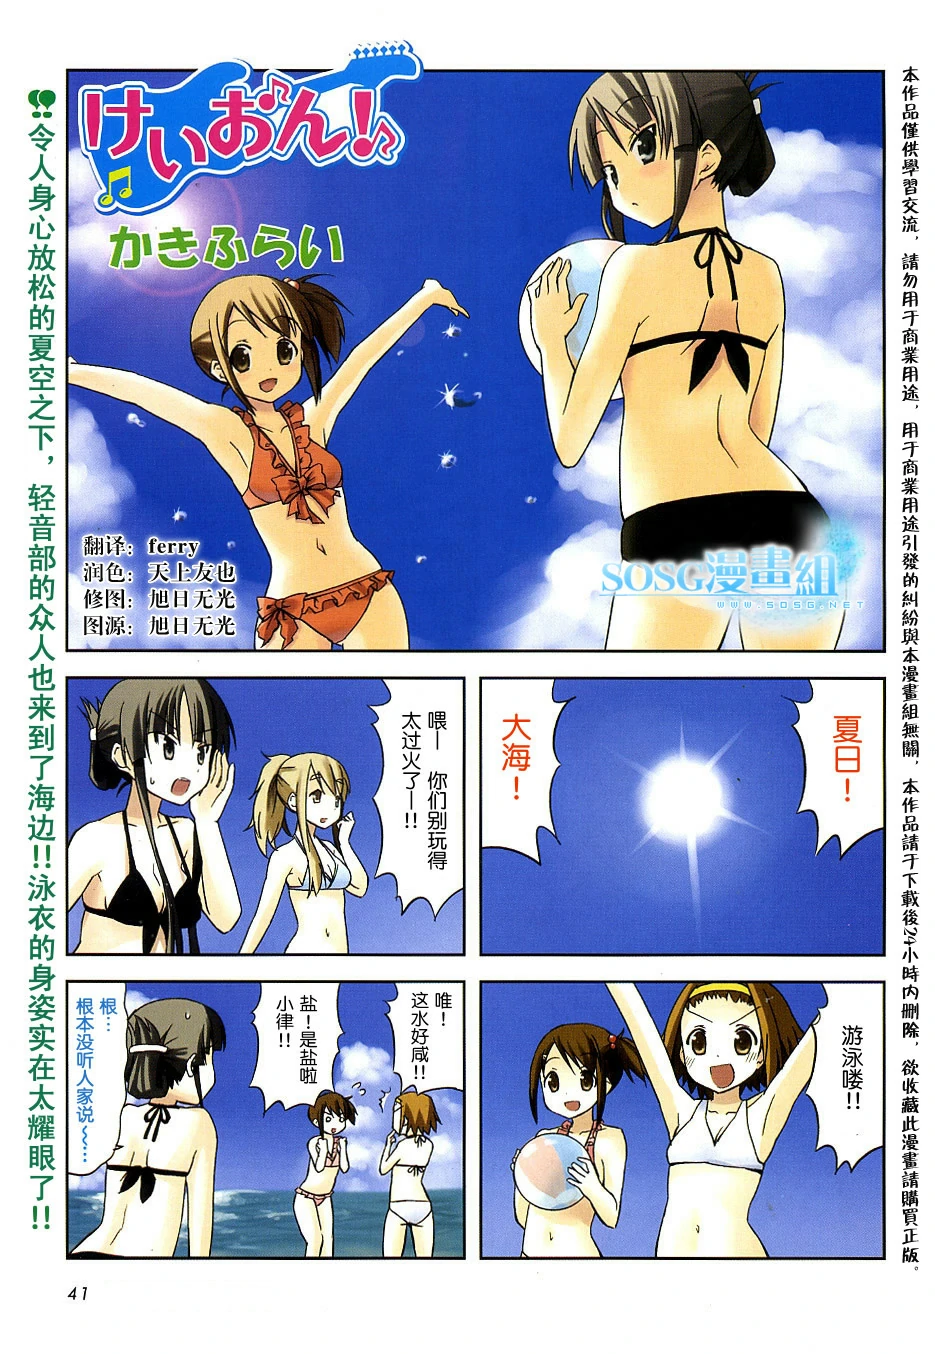 けいおん!
かきふらい
翻译：ferry
润色：天上友也
修图：旭日无光
图源：旭日无光
SOSG漫畫組
WWW.SOSG.NET
本作品僅供學習交流，請勿用于商業用途，用于商業用途引發的糾紛與本漫畫組無關，本作品請于下載後24小時內刪除，欲收藏此漫畫請購買正版。
夏日！
大海！
游泳喽!!
喂— 你们别玩得
太过火了——!!
唯！
这水好咸!!
盐！是盐啦
小律!!
根…
根本没听人家说～……
!!令人身心放松的夏空之下，轻音部的众人也来到了海边!!泳衣的身姿实在太耀眼了!!
41